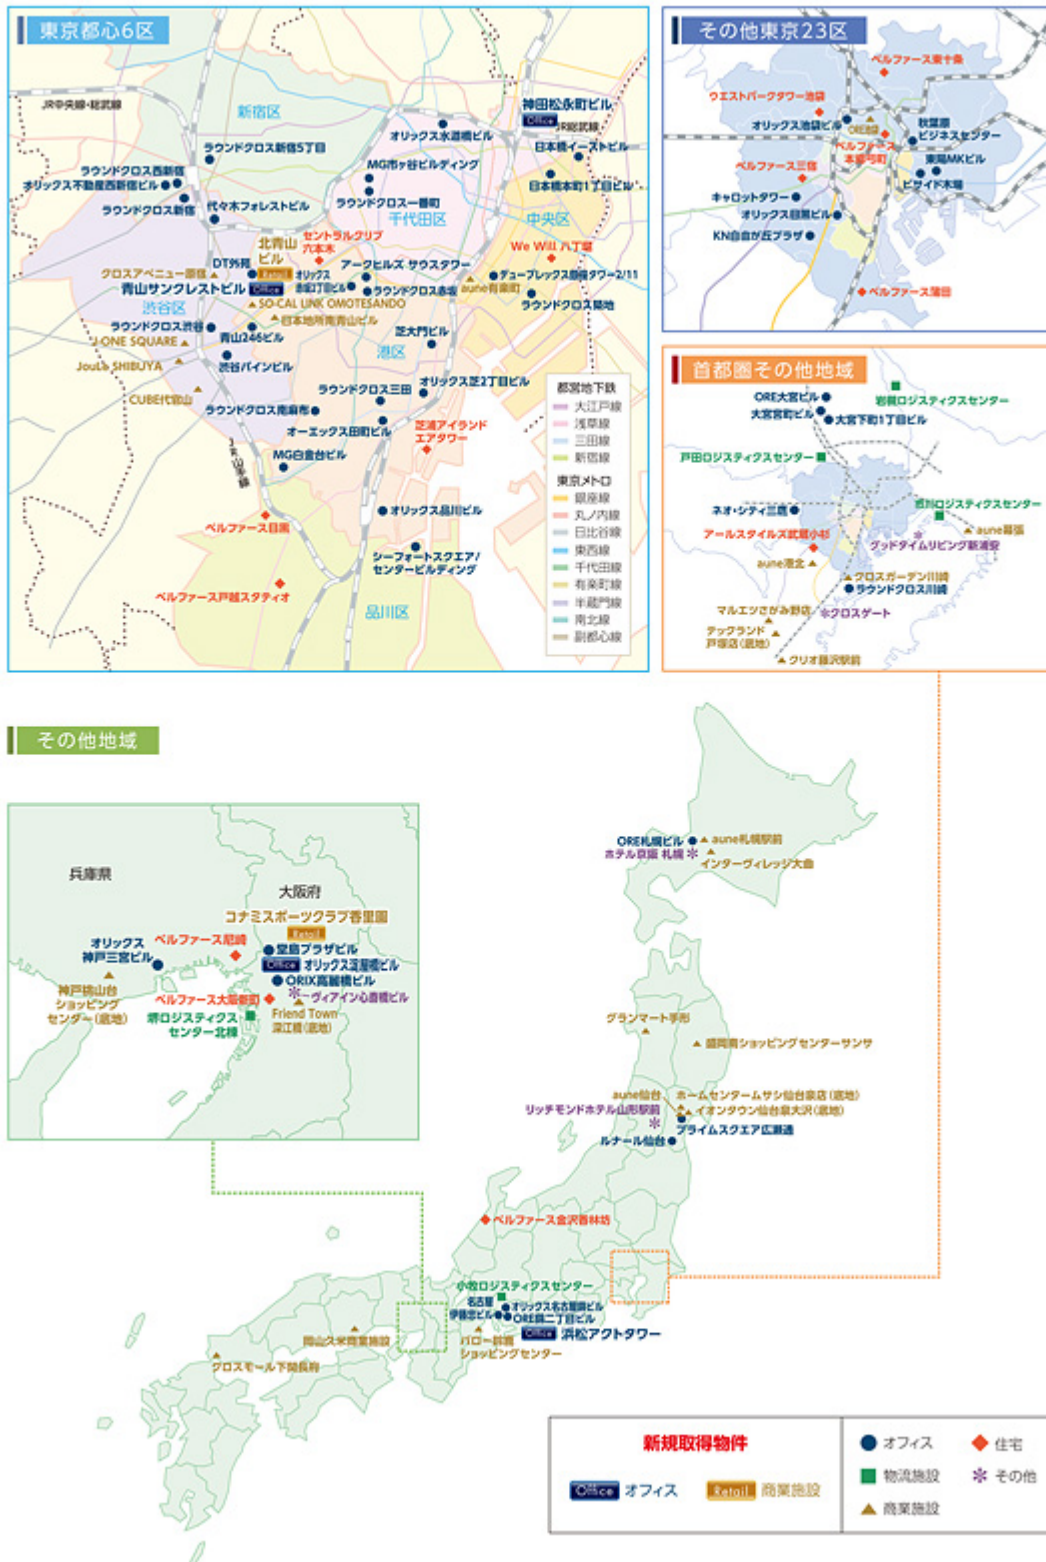 東京都心6区
JR中央線・総武線
新宿区
神田松永町ビル
Office
JR総武線
オリックス水道橋ビル
日本橋イーストビル
ラウンドクロス新宿5丁目
MG市ヶ谷ビルディング
ラウンドクロス西新宿
オリックス不動産西新宿ビル
日本橋本町1丁目ビル
ラウンドクロス新宿
ラウンドクロス一番町
代々木フォレストビル
千代田区
中央区
セントラルクリブ
六本木
北青山
ビル
Retail
We Will 八丁堀
DT外苑
アークヒルズ サウスタワー
クロスアベニュー原宿
オリックス
赤坂2丁目ビル
デュープレックス銀座タワー2/11
aune有楽町
青山サンクレストビル
Office
ラウンドクロス赤坂
ラウンドクロス築地
渋谷区
SO-CAL LINK OMOTESANDO
日本地所南青山ビル
ラウンドクロス渋谷
青山246ビル
芝大門ビル
J-ONE SQUARE
港区
JouLe SHIBUYA
渋谷パインビル
CUBE代官山
ラウンドクロス三田
オリックス芝2丁目ビル
ラウンドクロス南麻布
オーエックス田町ビル
芝浦アイランド
エアタワー
JR山手線
MG白金台ビル
オリックス品川ビル
ベルファース目黒
シーフォートスクエア/
センタービルディング
ベルファース戸越スタティオ
品川区
都営地下鉄
大江戸線
浅草線
三田線
新宿線
東京メトロ
銀座線
丸ノ内線
日比谷線
東西線
千代田線
有楽町線
半蔵門線
南北線
副都心線
その他東京23区
ベルファース東十条
ウエストパークタワー池袋
オリックス池袋ビル
ORE池袋
秋葉原
ビジネスセンター
ベルファース
本郷弓町
ベルファース三宿
東陽MKビル
ビサイド木場
キャロットタワー
オリックス目黒ビル
KN自由が丘プラザ
ベルファース蒲田
首都圏その他地域
岩槻ロジスティクスセンター
ORE大宮ビル
大宮宮町ビル
大宮下町1丁目ビル
戸田ロジスティクスセンター
市川ロジスティクスセンター
ネオ・シティ三鷹
aune幕張
アールスタイルズ武蔵小杉
グッドタイムリビング新浦安
aune港北
クロスガーデン川崎
ラウンドクロス川崎
マルエツさがみ野店
クロスゲート
テックランド
戸塚店(底地)
クリオ藤沢駅前
その他地域
兵庫県
大阪府
コナミスポーツクラブ香里園
Retail
オリックス
神戸三宮ビル
ベルファース尼崎
堂島プラザビル
Office オリックス淀屋橋ビル
ORIX高麗橋ビル
神戸桃山台
ショッピング
センター(底地)
ベルファース大阪新町
ヴィアイン心斎橋ビル
堺ロジスティクス
センター北棟
Friend Town
深江橋(底地)
ORE札幌ビル
aune札幌駅前
ホテル京阪 札幌
インターヴィレッジ大曲
グランマート手形
盛岡南ショッピングセンターサンサ
aune仙台
ホームセンタームサシ仙台泉店(底地)
リッチモンドホテル山形駅前
イオンタウン仙台泉大沢(底地)
プライムスクエア広瀬通
ルナール仙台
ベルファース金沢香林坊
小牧ロジスティクスセンター
名古屋
伊藤忠ビル
オリックス名古屋錦ビル
ORE錦二丁目ビル
岡山久米商業施設
バロー鈴鹿
ショッピングセンター
Office 浜松アクトタワー
クロスモール下関長府
新規取得物件
Office オフィス
Retail 商業施設
オフィス
住宅
物流施設
その他
商業施設